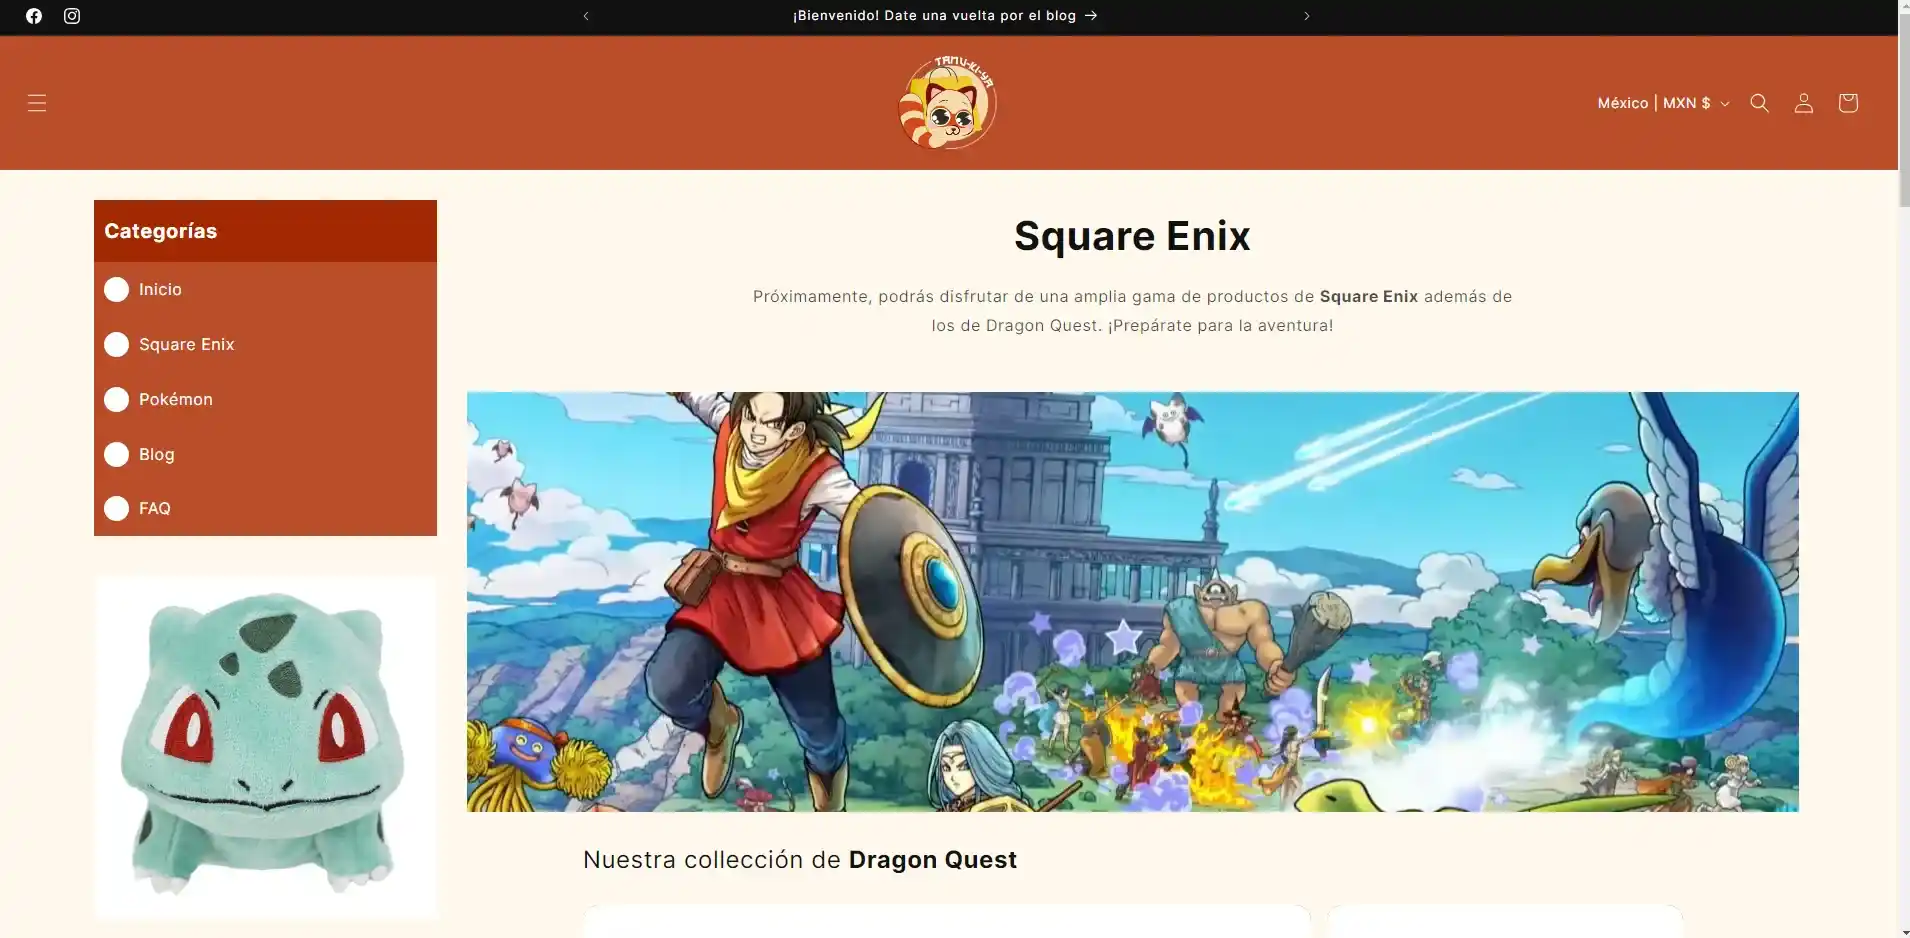 ¡Bienvenido! Date una vuelta por el blog →
TAMU-KI-YA
México | MXN $
Categorías
Inicio
Square Enix
Pokémon
Blog
FAQ
Square Enix
Próximamente, podrás disfrutar de una amplia gama de productos de Square Enix además de
los de Dragon Quest. ¡Prepárate para la aventura!
Nuestra collección de Dragon Quest